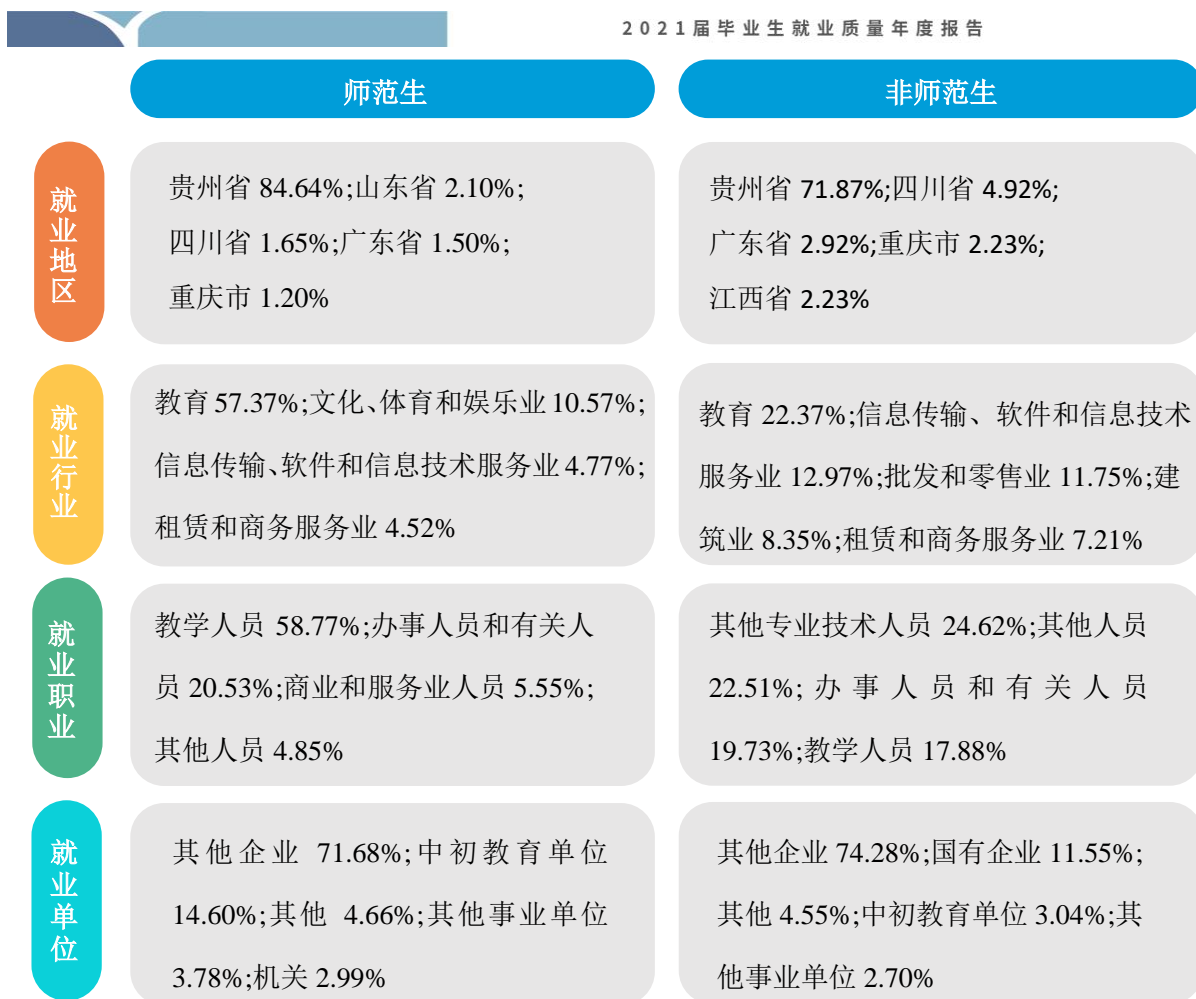 2021届毕业生就业质量年度报告
师范生
非师范生
就业地区
贵州省 84.64%;山东省 2.10%;
四川省 1.65%;广东省 1.50%;
重庆市 1.20%
贵州省 71.87%;四川省 4.92%;
广东省 2.92%;重庆市 2.23%;
江西省 2.23%
就业行业
教育 57.37%;文化、体育和娱乐业 10.57%;
信息传输、软件和信息技术服务业 4.77%;
租赁和商务服务业 4.52%
教育 22.37%;信息传输、软件和信息技术
服务业 12.97%;批发和零售业 11.75%;建
筑业 8.35%;租赁和商务服务业 7.21%
就业职业
教学人员 58.77%;办事人员和有关人
员 20.53%;商业和服务业人员 5.55%;
其他人员 4.85%
其他专业技术人员 24.62%;其他人员
22.51%;办事人员和有关人员
19.73%;教学人员 17.88%
就业单位
其他企业 71.68%;中初教育单位
14.60%;其他 4.66%;其他事业单位
3.78%;机关 2.99%
其他企业 74.28%;国有企业 11.55%;
其他 4.55%;中初教育单位 3.04%;其
他事业单位 2.70%